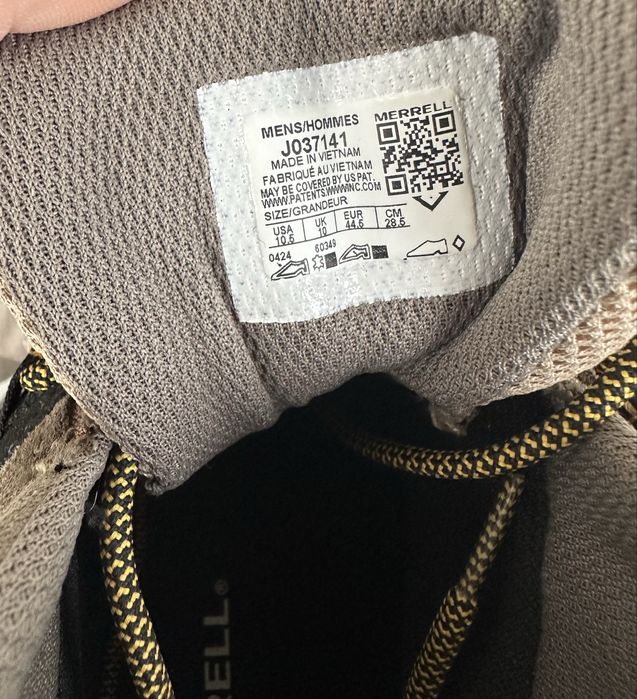 MERRELL
MENS/HOMMES
J037141
MADE IN VIETNAM
FABRIQUÉ AU VIETNAM
MAY BE COVERED BY US PAT.
WWW.PATENTSWWWINC.COM
SIZE/GRANDEUR
USA UK EUR CM
10.5 10 44.5 28.5
0424 60349
RELL®